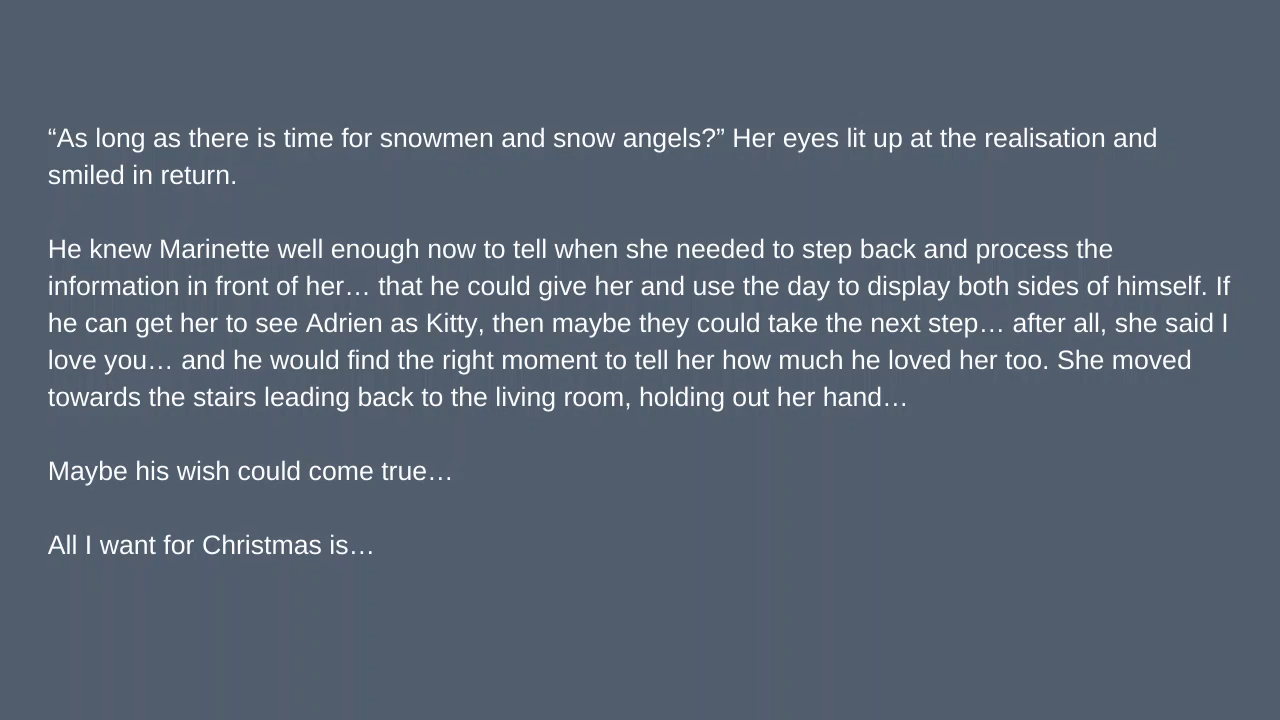 “As long as there is time for snowmen and snow angels?” Her eyes lit up at the realisation and
smiled in return.
He knew Marinette well enough now to tell when she needed to step back and process the
information in front of her… that he could give her and use the day to display both sides of himself. If
he can get her to see Adrien as Kitty, then maybe they could take the next step… after all, she said I
love you… and he would find the right moment to tell her how much he loved her too. She moved
towards the stairs leading back to the living room, holding out her hand…
Maybe his wish could come true…
All I want for Christmas is…